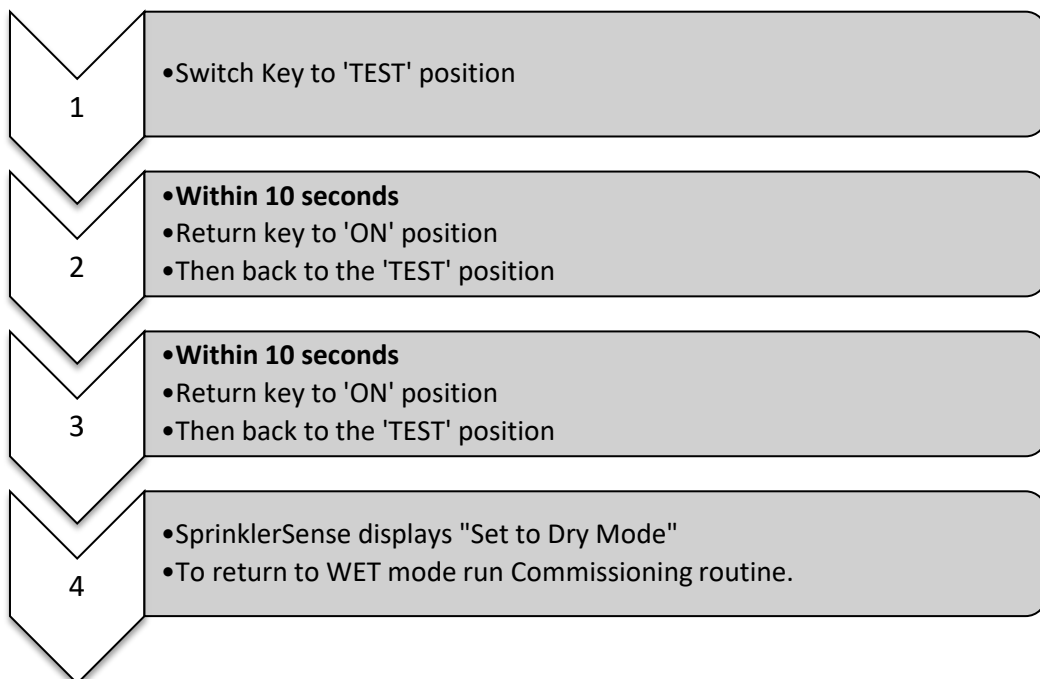 1
•Switch Key to 'TEST' position
2
•Within 10 seconds
•Return key to 'ON' position
•Then back to the 'TEST' position
3
•Within 10 seconds
•Return key to 'ON' position
•Then back to the 'TEST' position
4
•SprinklerSense displays "Set to Dry Mode"
•To return to WET mode run Commissioning routine.